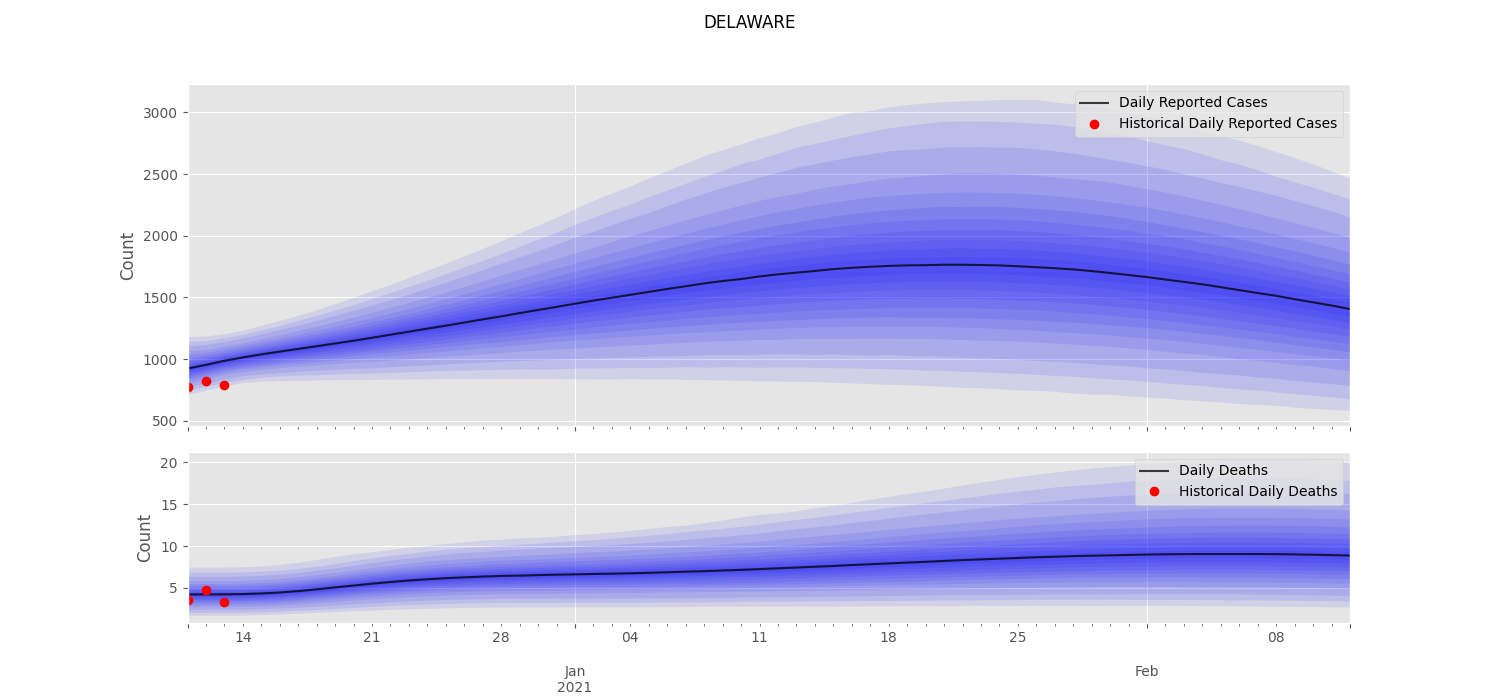 DELAWARE
3000
2500
2000
1500
1000
500
Count
Daily Reported Cases
Historical Daily Reported Cases
20
15
10
5
Count
Daily Deaths
Historical Daily Deaths
14 21 28 04 11 18 25 08
Jan Feb
2021